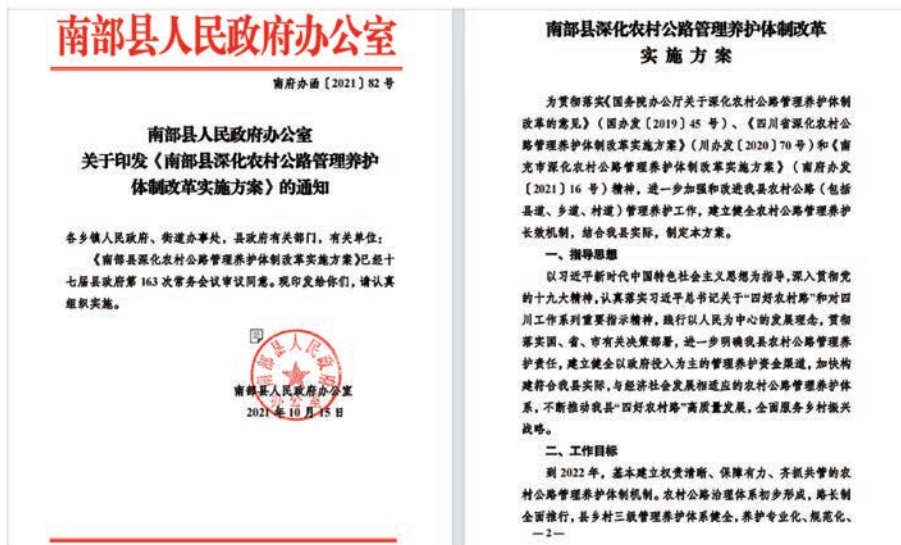 南部县人民政府办公室
南府办函〔2021〕82 号
南部县人民政府办公室
关于印发《南部县深化农村公路管理养护
体制改革实施方案》的通知
各乡镇人民政府、街道办事处，县政府有关部门，有关单位：
《南部县深化农村公路管理养护体制改革实施方案》已经十
七届县政府第 163 次常务会议审议同意。现印发给你们，请认真
组织实施。
南部县人民政府办公室
南部县人民政府办公室
2021 年 10 月 15 日
南部县深化农村公路管理养护体制改革
实施方案
为贯彻落实《国务院办公厅关于深化农村公路管理养护体制
改革的意见》（国办发〔2019〕45 号）、《四川省深化农村公
路管理养护体制改革实施方案》（川办发〔2020〕70 号）和《南
充市深化农村公路管理养护体制改革实施方案》（南府办发
〔2021〕16 号）精神，进一步加强和改进我县农村公路（包括
县道、乡道、村道）管理养护工作，建立健全农村公路管理养护
长效机制，结合我县实际，制定本方案。
一、指导思想
以习近平新时代中国特色社会主义思想为指导，深入贯彻党
的十九大精神，认真落实习近平总书记关于“四好农村路”和对四
川工作系列重要指示精神，践行以人民为中心的发展理念，贯彻
落实国、省、市有关决策部署，进一步明确我县农村公路管理养
护责任，建立健全以政府投入为主的管理养护资金渠道，加快构
建符合我县实际，与经济社会发展相适应的农村公路管理养护体
系，不断推动我县“四好农村路”高质量发展，全面服务乡村振兴
战略。
二、工作目标
到 2022 年，基本建立权责清晰、保障有力、齐抓共管的农
村公路管理养护体制机制。农村公路治理体系初步形成，路长制
全面推行，县乡村三级管理养护体系健全，养护专业化、规范化、
—2—